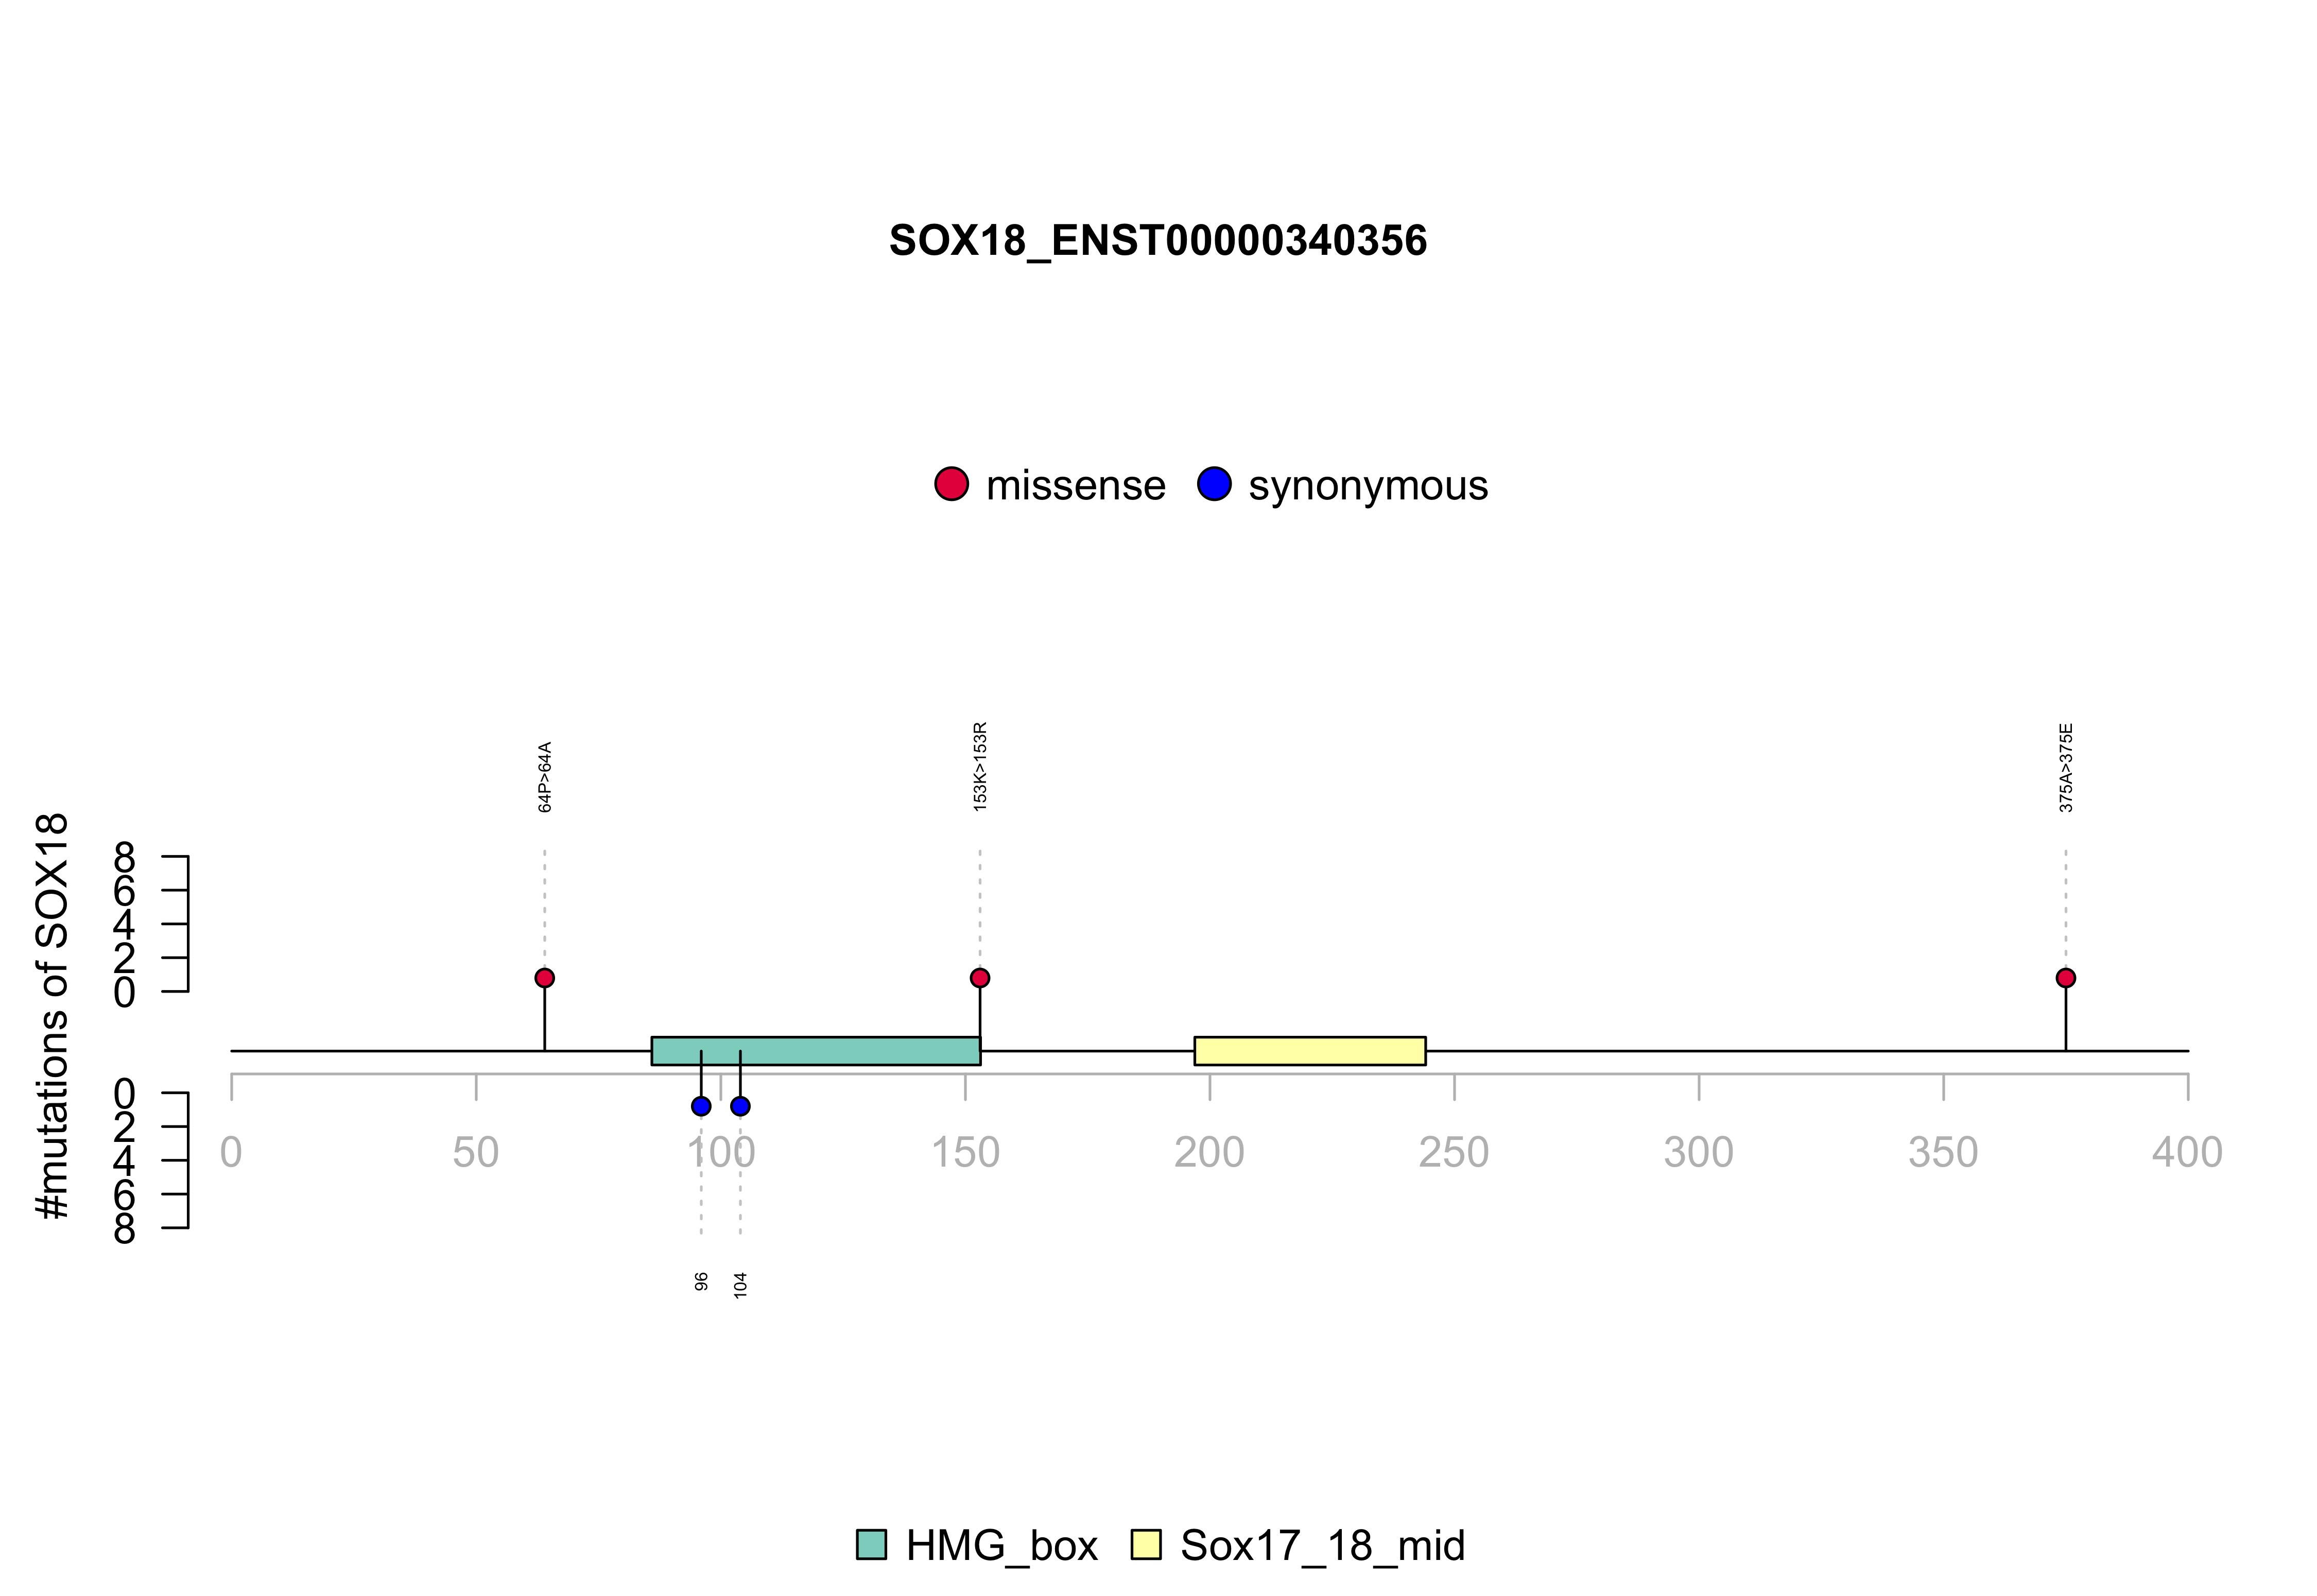 SOX18_ENST00000340356
missense synonymous
64P>64A
153K>153R
375A>375E
#mutations of SOX18
8
6
4
2
0
0
2
4
6
8
0 50 100 150 200 250 300 350 400
96
104
HMG_box Sox17_18_mid